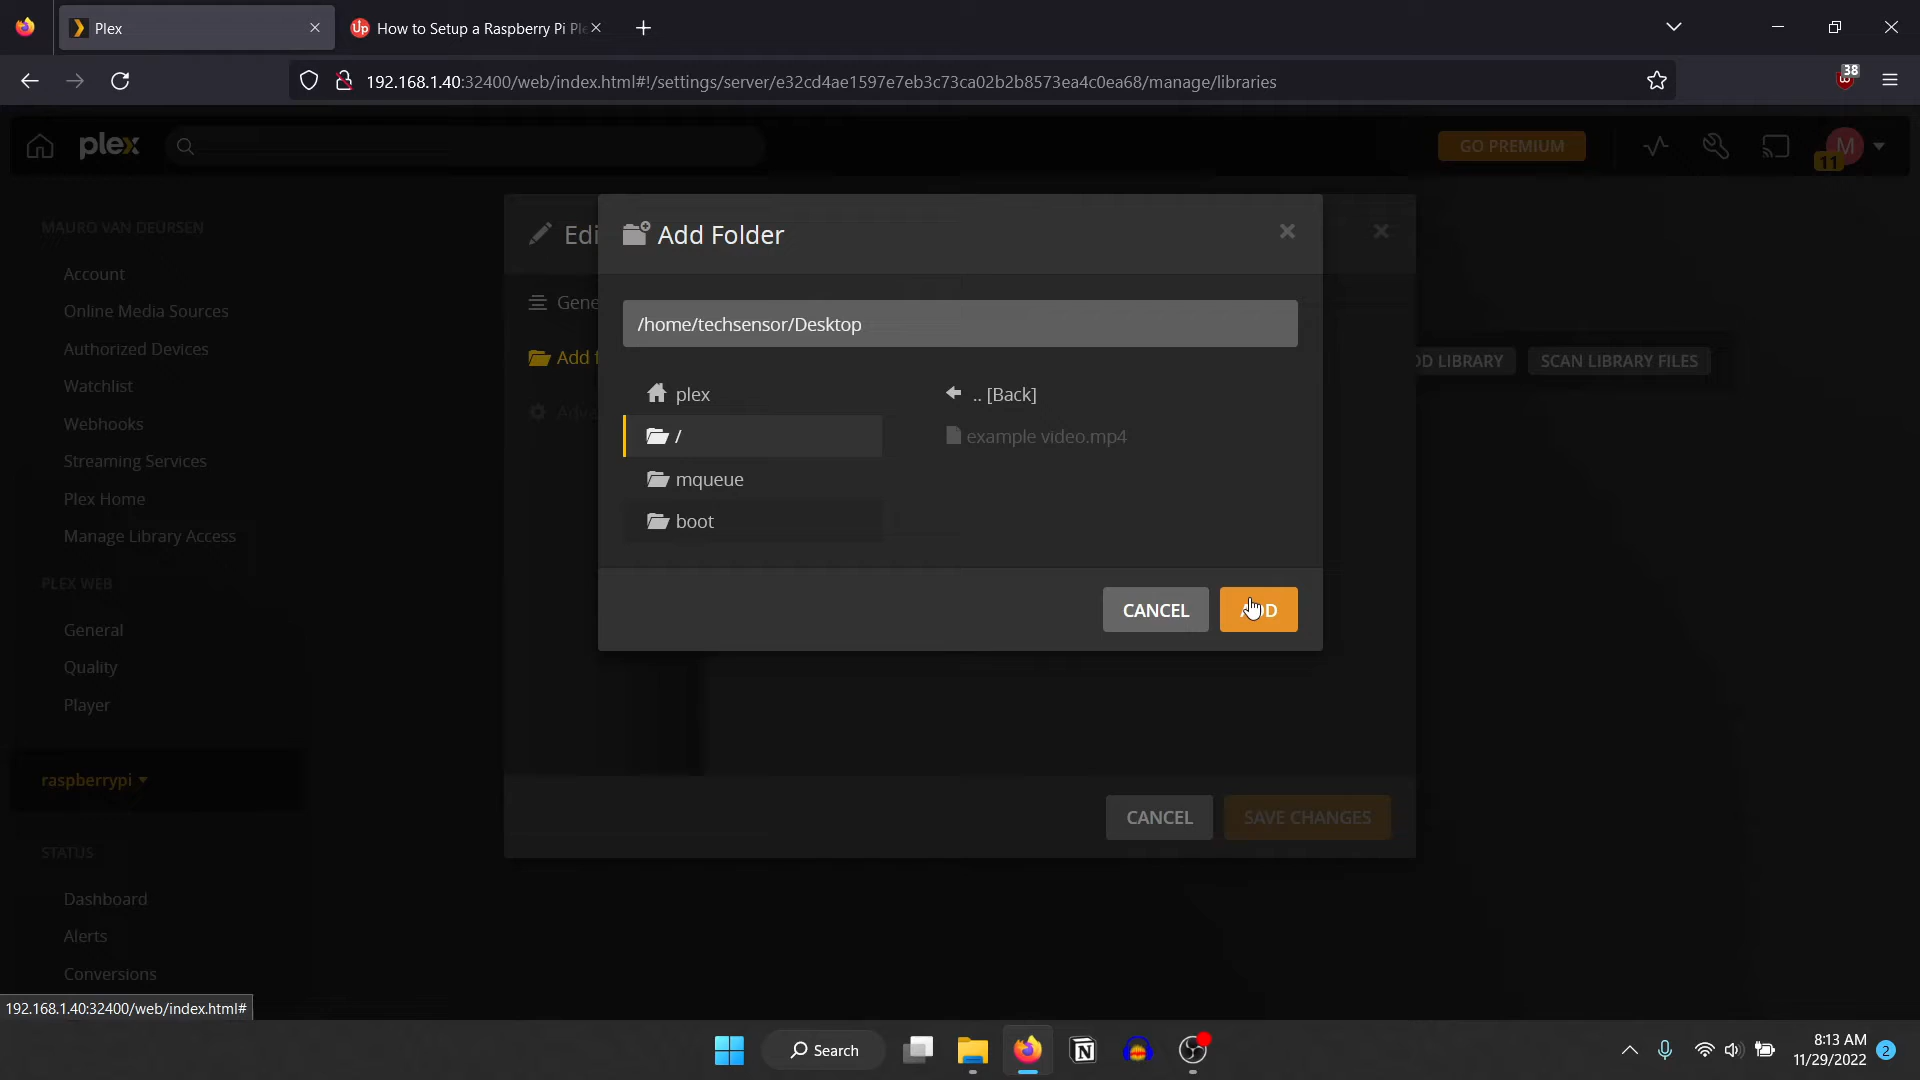 Plex
Up How to Setup a Raspberry Pi Ple
192.168.1.40:32400/web/index.html#!/settings/server/e32cd4ae1597e7eb3c73ca02b2b8573ea4c0ea68/manage/libraries
38
plex
GO PREMIUM
M
11
MAURO VAN DEURSEN
Account
Online Media Sources
Authorized Devices
Watchlist
Webhooks
Streaming Services
Plex Home
Manage Library Access
PLEX WEB
General
Quality
Player
raspberrypi
STATUS
Dashboard
Alerts
Conversions
Edi
Gene
Add f
Adva
Add Folder
/home/techsensor/Desktop
plex
/
mqueue
boot
.. [Back]
example video.mp4
CANCEL
ADD
DD LIBRARY
SCAN LIBRARY FILES
CANCEL
SAVE CHANGES
192.168.1.40:32400/web/index.html#
Search
8:13 AM
11/29/2022
2